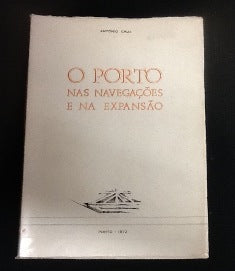 ANTÓNIO CRUZ
O PORTO
NAS NAVEGAÇÕES
E NA EXPANSÃO
PORTO - 1972